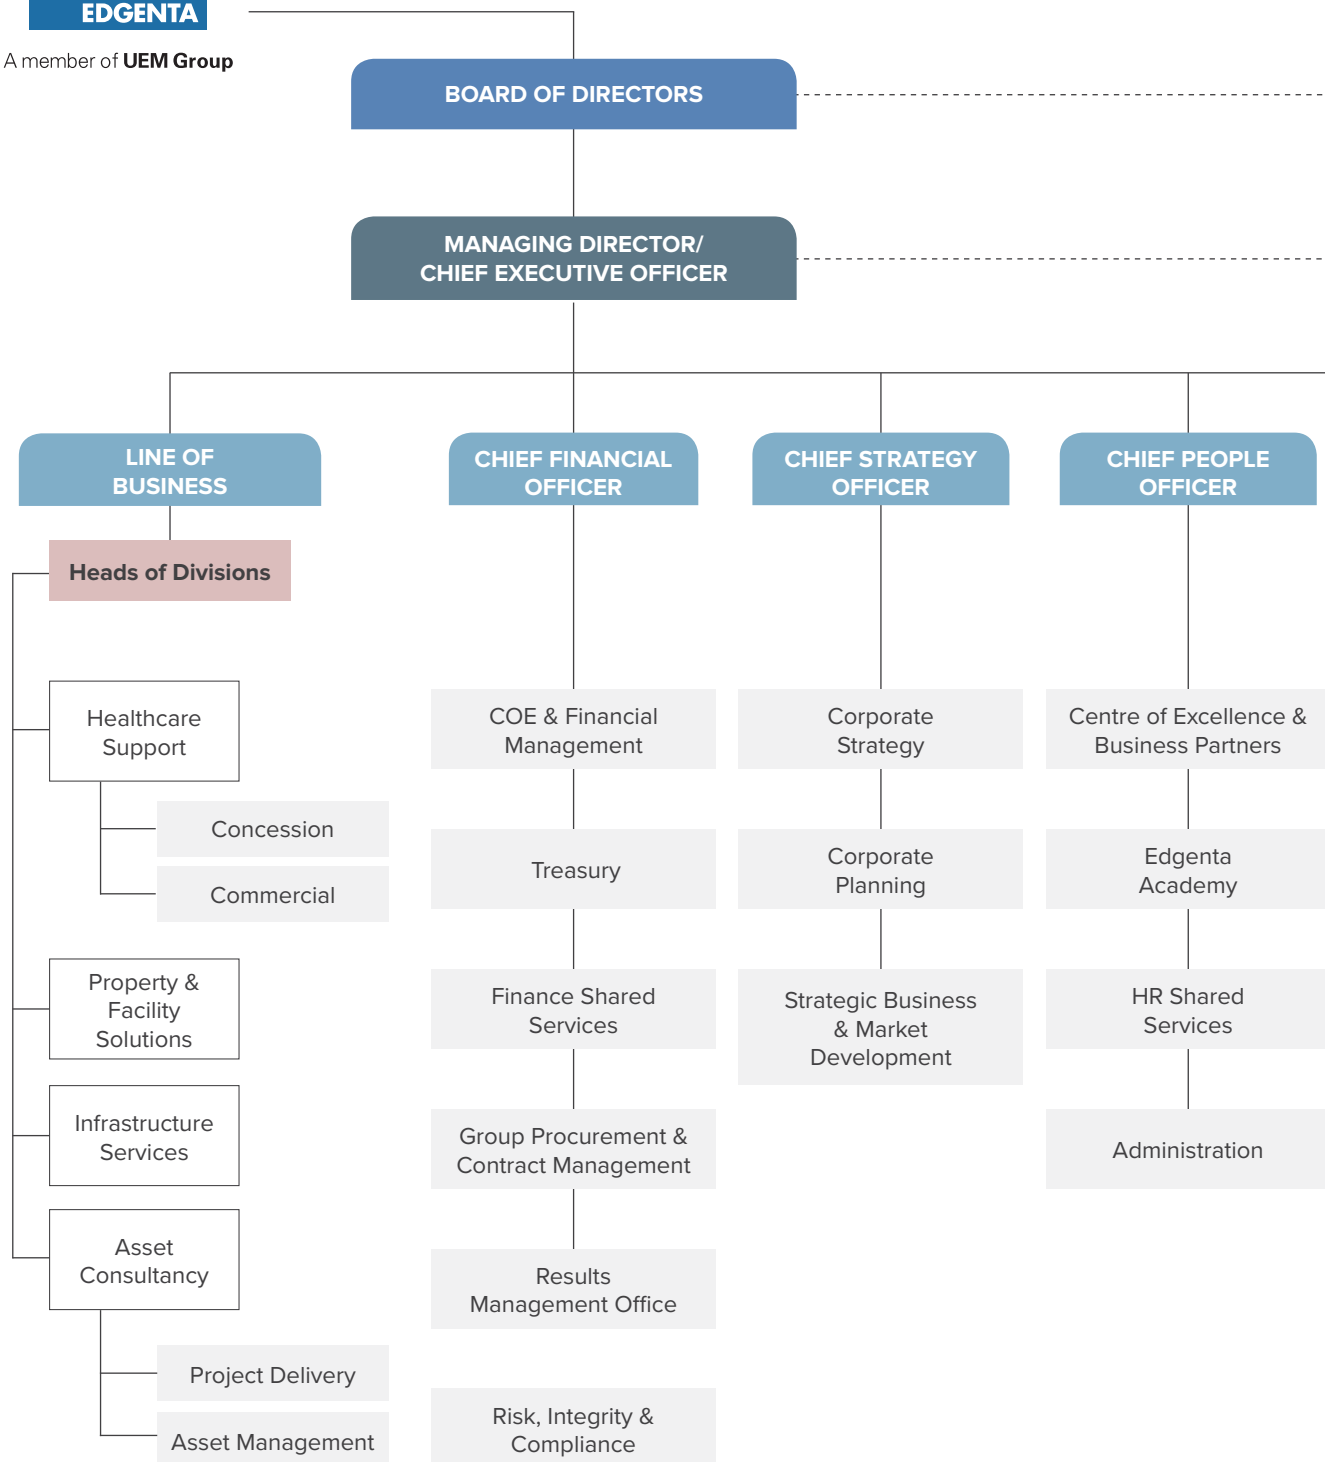 EDGENTA
A member of UEM Group
BOARD OF DIRECTORS
MANAGING DIRECTOR/
CHIEF EXECUTIVE OFFICER
LINE OF
BUSINESS
Heads of Divisions
Healthcare
Support
Concession
Commercial
Property &
Facility
Solutions
Infrastructure
Services
Asset
Consultancy
Project Delivery
Asset Management
CHIEF FINANCIAL
OFFICER
COE & Financial
Management
Treasury
Finance Shared
Services
Group Procurement &
Contract Management
Results
Management Office
Risk, Integrity &
Compliance
CHIEF STRATEGY
OFFICER
Corporate
Strategy
Corporate
Planning
Strategic Business
& Market
Development
CHIEF PEOPLE
OFFICER
Centre of Excellence &
Business Partners
Edgenta
Academy
HR Shared
Services
Administration